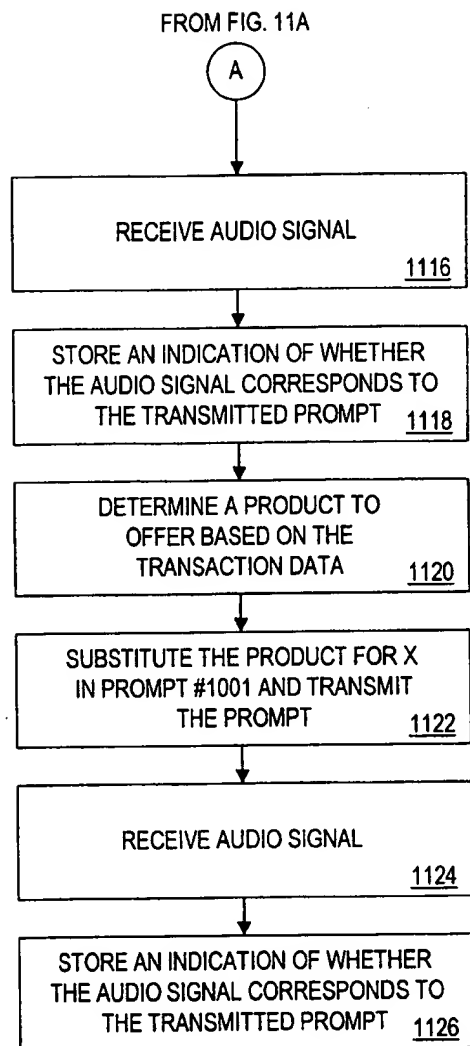 FROM FIG. 11A
A
RECEIVE AUDIO SIGNAL
1116
STORE AN INDICATION OF WHETHER
THE AUDIO SIGNAL CORRESPONDS TO
THE TRANSMITTED PROMPT
1118
DETERMINE A PRODUCT TO
OFFER BASED ON THE
TRANSACTION DATA
1120
SUBSTITUTE THE PRODUCT FOR X
IN PROMPT #1001 AND TRANSMIT
THE PROMPT
1122
RECEIVE AUDIO SIGNAL
1124
STORE AN INDICATION OF WHETHER
THE AUDIO SIGNAL CORRESPONDS TO
THE TRANSMITTED PROMPT
1126